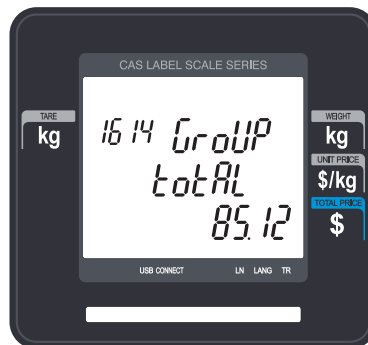 CAS LABEL SCALE SERIES
TARE
kg
1614 GroUP
totAL
85.12
WEIGHT
kg
UNIT PRICE
$/kg
TOTAL PRICE
$
USB CONNECT LN LANG TR